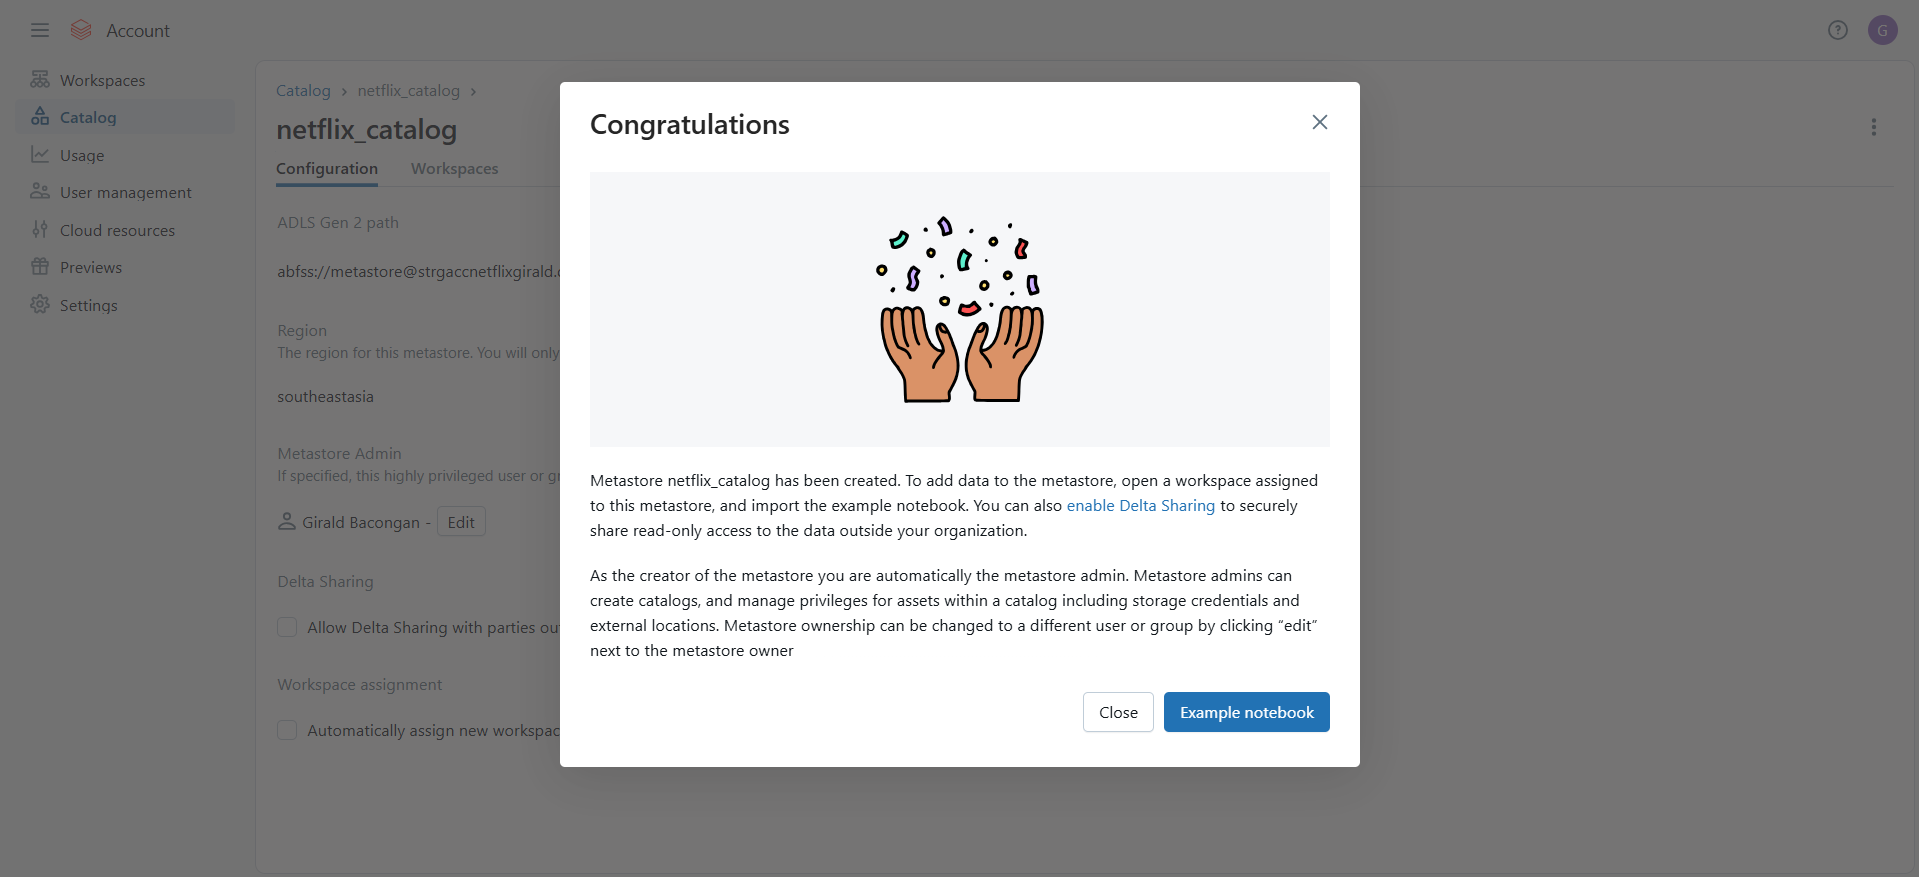 Account
?
G
Workspaces
Catalog
Usage
User management
Cloud resources
Previews
Settings
Catalog > netflix_catalog >
netflix_catalog
Configuration Workspaces
ADLS Gen 2 path
abfss://metastore@strgaccnetflixgirald.
Region
The region for this metastore. You will only
southeastasia
Metastore Admin
If specified, this highly privileged user or
Girald Bacongan - Edit
Delta Sharing
Allow Delta Sharing with parties
Workspace assignment
Automatically assign new
Congratulations
Metastore netflix_catalog has been created. To add data to the metastore, open a workspace assigned
to this metastore, and import the example notebook. You can also enable Delta Sharing to securely
share read-only access to the data outside your organization.
As the creator of the metastore you are automatically the metastore admin. Metastore admins can
create catalogs, and manage privileges for assets within a catalog including storage credentials and
external locations. Metastore ownership can be changed to a different user or group by clicking “edit”
next to the metastore owner
Close Example notebook